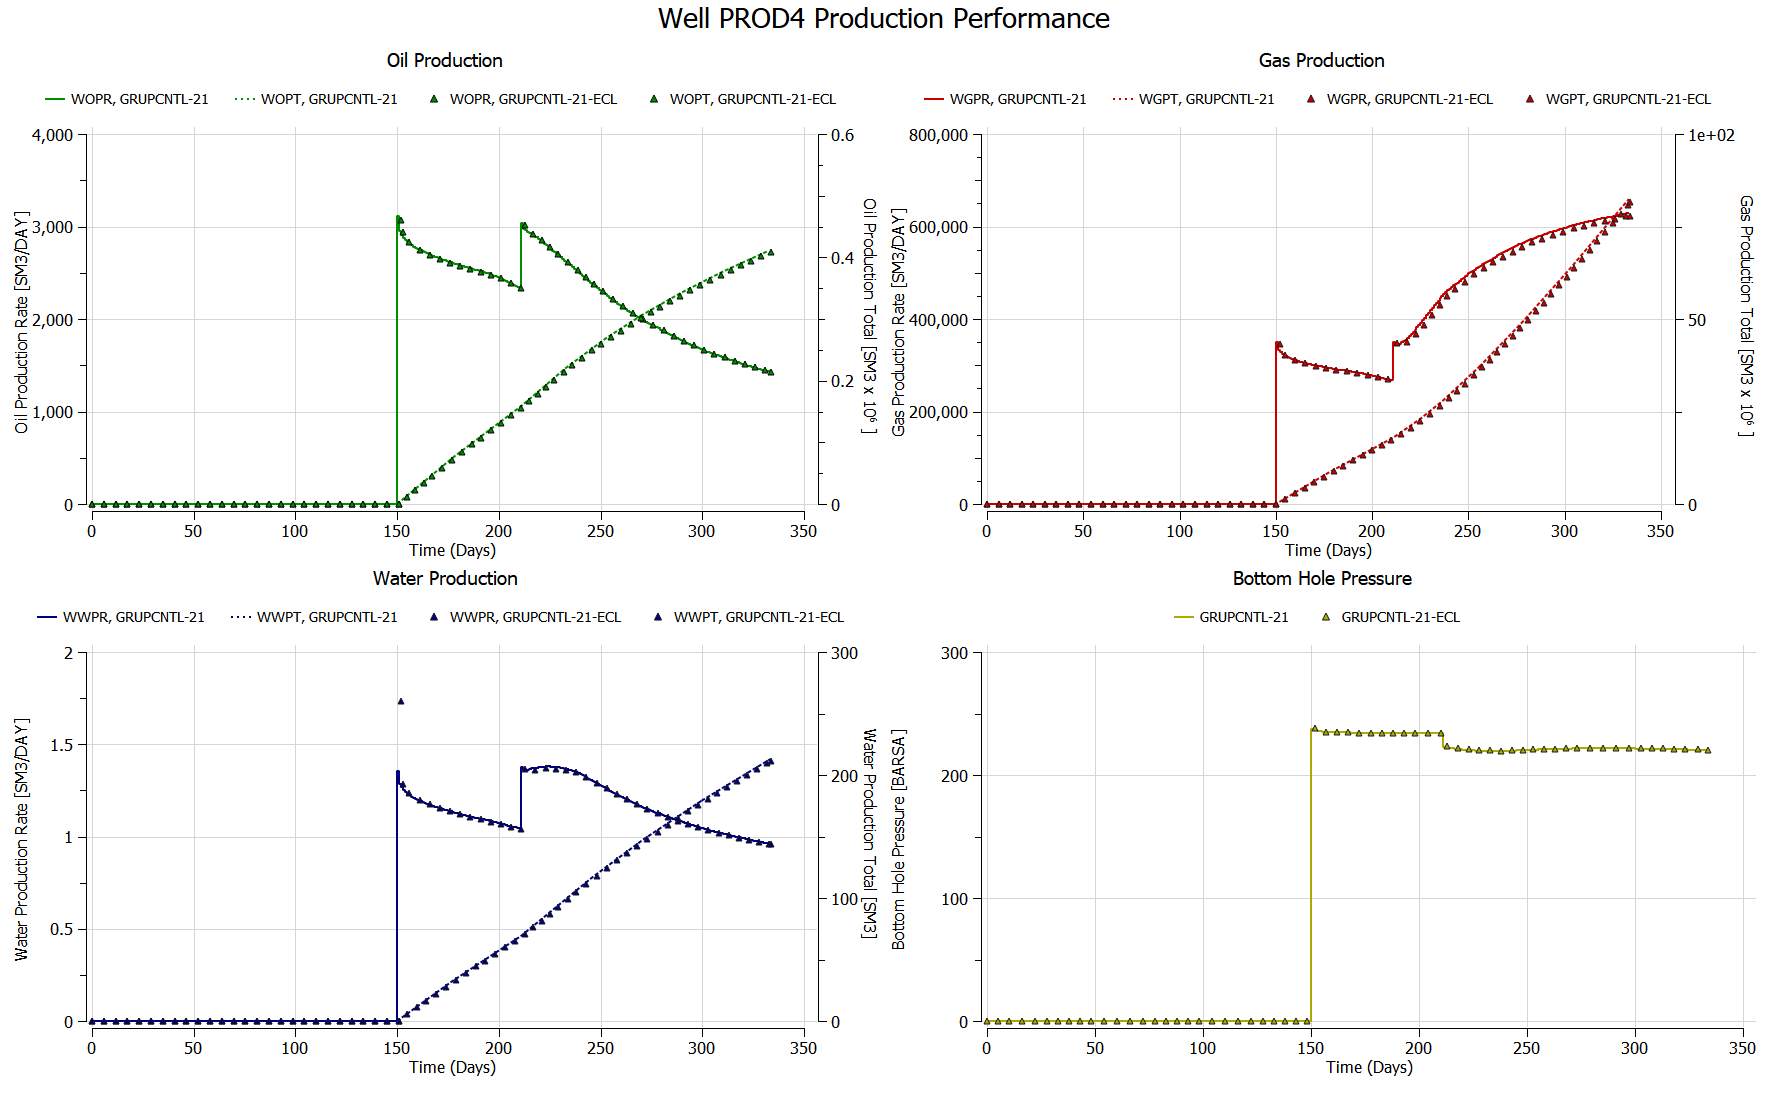 Well PROD4 Production Performance
Oil Production
WOPR, GRUPCNTL-21 WOPT, GRUPCNTL-21 WOPR, GRUPCNTL-21-ECL WOPT, GRUPCNTL-21-ECL
4,000
3,000
2,000
1,000
0
Oil Production Rate [SM3/DAY]
0.6
0.4
0.2
0
Oil Production Total [SM3 x 10⁶ ]
0 50 100 150 200 250 300 350
Time (Days)
Gas Production
WGPR, GRUPCNTL-21 WGPT, GRUPCNTL-21 WGPR, GRUPCNTL-21-ECL WGPT, GRUPCNTL-21-ECL
800,000
600,000
400,000
200,000
0
Gas Production Rate [SM3/DAY]
1e+02
50
0
Gas Production Total [SM3 x 10⁶ ]
0 50 100 150 200 250 300 350
Time (Days)
Water Production
WWPR, GRUPCNTL-21 WWPT, GRUPCNTL-21 WWPR, GRUPCNTL-21-ECL WWPT, GRUPCNTL-21-ECL
2
1.5
1
0.5
0
Water Production Rate [SM3/DAY]
300
200
100
0
Water Production Total [SM3]
0 50 100 150 200 250 300 350
Time (Days)
Bottom Hole Pressure
GRUPCNTL-21 GRUPCNTL-21-ECL
300
200
100
0
Bottom Hole Pressure [BARSA]
0 50 100 150 200 250 300 350
Time (Days)